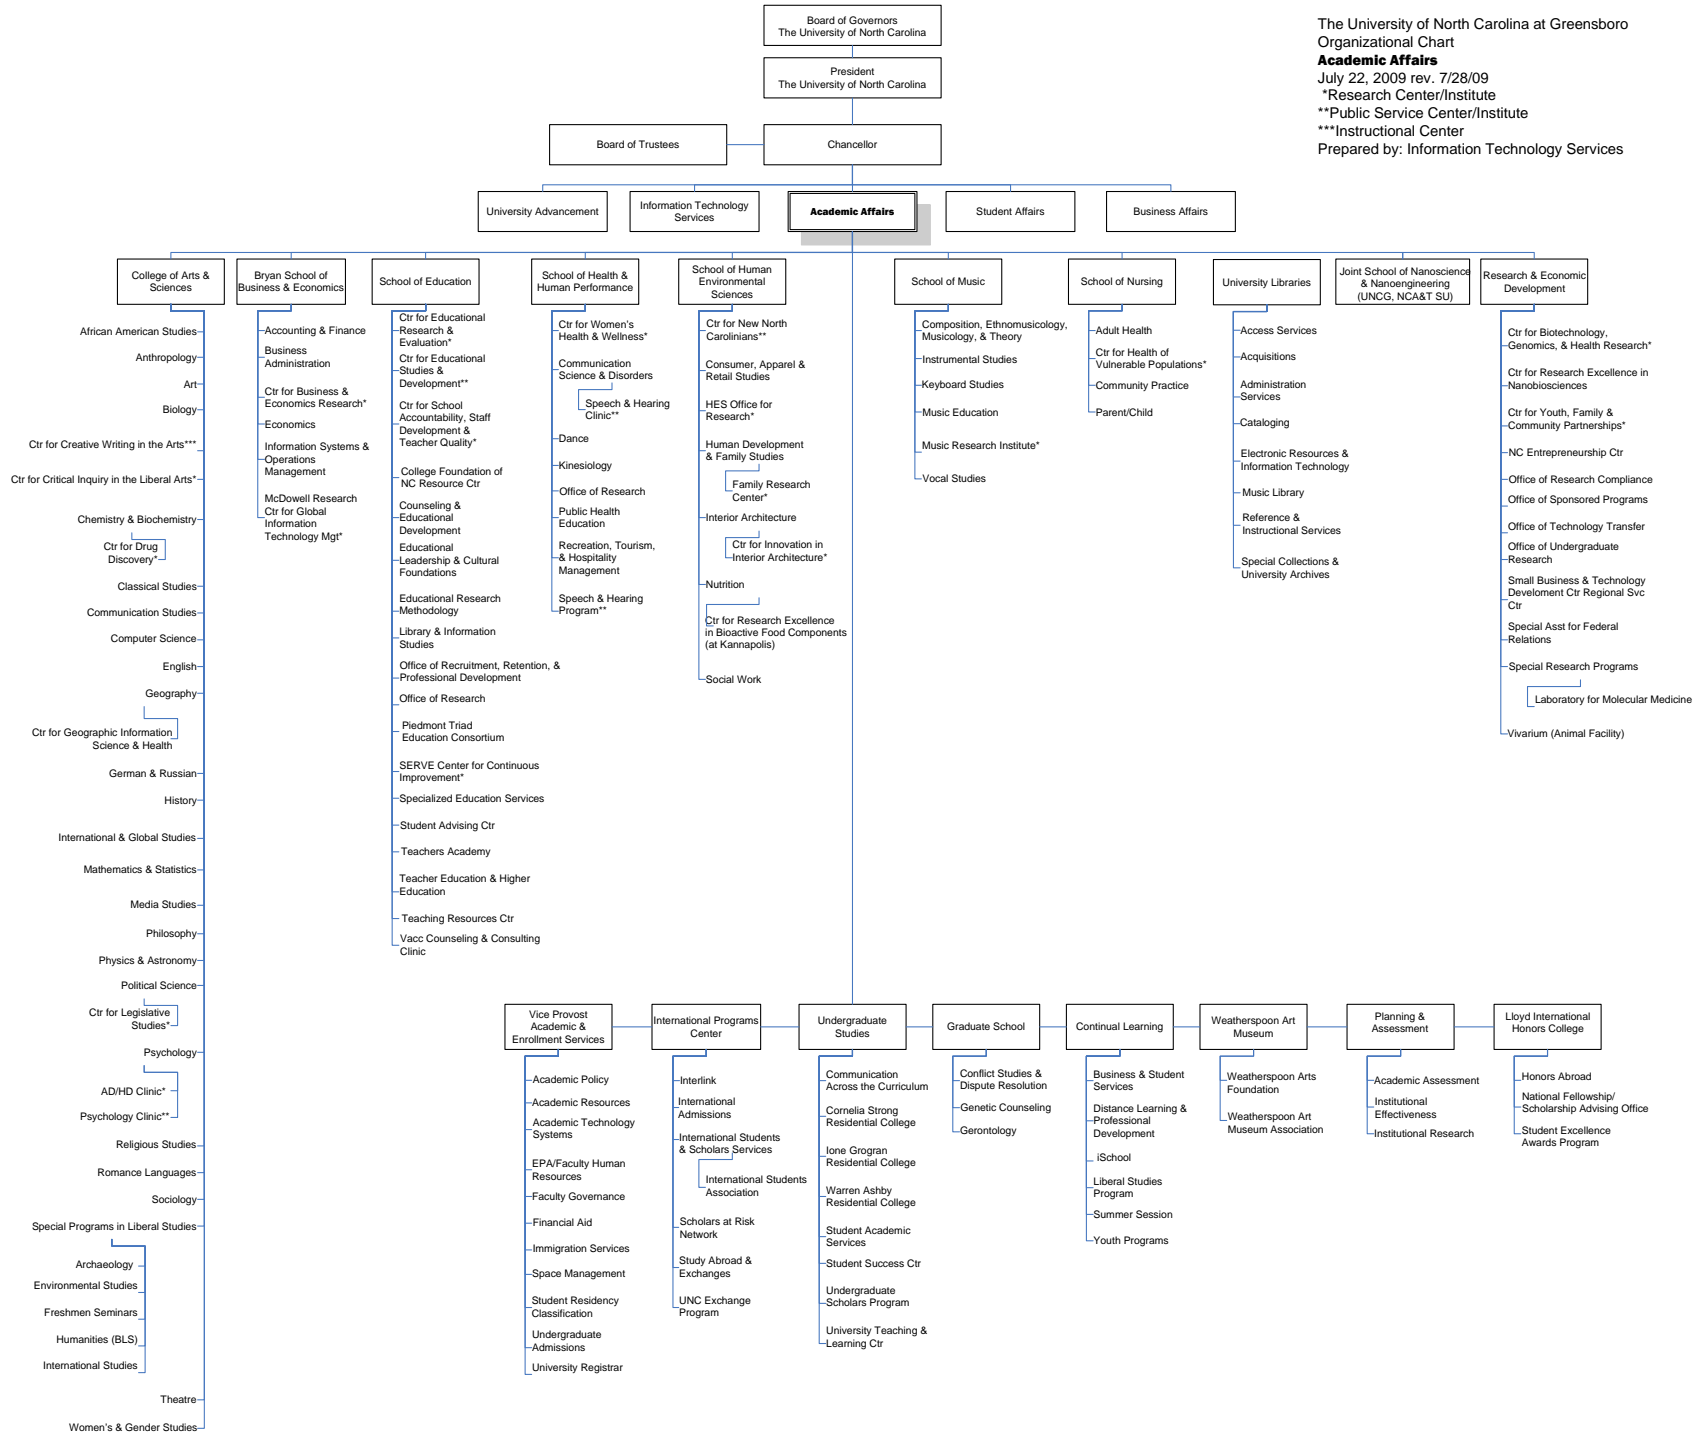 Board of Governors
The University of North Carolina
President
The University of North Carolina
Board of Trustees
Chancellor
The University of North Carolina at Greensboro
Organizational Chart
Academic Affairs
July 22, 2009 rev. 7/28/09
*Research Center/Institute
**Public Service Center/Institute
***Instructional Center
Prepared by: Information Technology Services
University Advancement
Information Technology
Services
Academic Affairs
Student Affairs
Business Affairs
College of Arts &
Sciences
African American Studies
Anthropology
Art
Biology
Ctr for Creative Writing in the Arts***
Ctr for Critical Inquiry in the Liberal Arts*
Chemistry & Biochemistry
Ctr for Drug
Discovery*
Classical Studies
Communication Studies
Computer Science
English
Geography
Ctr for Geographic Information
Science & Health
German & Russian
History
International & Global Studies
Mathematics & Statistics
Media Studies
Philosophy
Physics & Astronomy
Political Science
Ctr for Legislative
Studies*
Psychology
AD/HD Clinic*
Psychology Clinic**
Religious Studies
Romance Languages
Sociology
Special Programs in Liberal Studies
Archaeology
Environmental Studies
Freshmen Seminars
Humanities (BLS)
International Studies
Theatre
Women's & Gender Studies
Bryan School of
Business & Economics
Accounting & Finance
Business
Administration
Ctr for Business &
Economics Research*
Economics
Information Systems &
Operations
Management
McDowell Research
Ctr for Global
Information
Technology Mgt*
School of Education
Ctr for Educational
Research &
Evaluation*
Ctr for Educational
Studies &
Development**
Ctr for School
Accountability, Staff
Development &
Teacher Quality*
College Foundation of
NC Resource Ctr
Counseling &
Educational
Development
Educational
Leadership & Cultural
Foundations
Educational Research
Methodology
Library & Information
Studies
Office of Recruitment, Retention, &
Professional Development
Office of Research
Piedmont Triad
Education Consortium
SERVE Center for Continuous
Improvement*
Specialized Education Services
Student Advising Ctr
Teachers Academy
Teacher Education & Higher
Education
Teaching Resources Ctr
Vacc Counseling & Consulting
Clinic
School of Health &
Human Performance
Ctr for Women's
Health & Wellness*
Communication
Science & Disorders
Speech & Hearing
Clinic**
Dance
Kinesiology
Office of Research
Public Health
Education
Recreation, Tourism,
& Hospitality
Management
Speech & Hearing
Program**
School of Human
Environmental
Sciences
Ctr for New North
Carolinians**
Consumer, Apparel &
Retail Studies
HES Office for
Research*
Human Development
& Family Studies
Family Research
Center*
Interior Architecture
Ctr for Innovation in
Interior Architecture*
Nutrition
Ctr for Research Excellence
in Bioactive Food Components
(at Kannapolis)
Social Work
School of Music
Composition, Ethnomusicology,
Musicology, & Theory
Instrumental Studies
Keyboard Studies
Music Education
Music Research Institute*
Vocal Studies
School of Nursing
Adult Health
Ctr for Health of
Vulnerable Populations*
Community Practice
Parent/Child
University Libraries
Access Services
Acquisitions
Administration
Services
Cataloging
Electronic Resources &
Information Technology
Music Library
Reference &
Instructional Services
Special Collections &
University Archives
Joint School of Nanoscience
& Nanoengineering
(UNCG, NCA&T SU)
Research & Economic
Development
Ctr for Biotechnology,
Genomics, & Health Research*
Ctr for Research Excellence in
Nanobiosciences
Ctr for Youth, Family &
Community Partnerships*
NC Entrepreneurship Ctr
Office of Research Compliance
Office of Sponsored Programs
Office of Technology Transfer
Office of Undergraduate
Research
Small Business & Technology
Develoment Ctr Regional Svc
Ctr
Special Asst for Federal
Relations
Special Research Programs
Laboratory for Molecular Medicine
Vivarium (Animal Facility)
Vice Provost
Academic &
Enrollment Services
Academic Policy
Academic Resources
Academic Technology
Systems
EPA/Faculty Human
Resources
Faculty Governance
Financial Aid
Immigration Services
Space Management
Student Residency
Classification
Undergraduate
Admissions
University Registrar
International Programs
Center
Interlink
International
Admissions
International Students
& Scholars Services
International Students
Association
Scholars at Risk
Network
Study Abroad &
Exchanges
UNC Exchange
Program
Undergraduate
Studies
Communication
Across the Curriculum
Cornelia Strong
Residential College
Ione Grogran
Residential College
Warren Ashby
Residential College
Student Academic
Services
Student Success Ctr
Undergraduate
Scholars Program
University Teaching &
Learning Ctr
Graduate School
Conflict Studies &
Dispute Resolution
Genetic Counseling
Gerontology
Continual Learning
Business & Student
Services
Distance Learning &
Professional
Development
iSchool
Liberal Studies
Program
Summer Session
Youth Programs
Weatherspoon Art
Museum
Weatherspoon Arts
Foundation
Weatherspoon Art
Museum Association
Planning &
Assessment
Academic Assessment
Institutional
Effectiveness
Institutional Research
Lloyd International
Honors College
Honors Abroad
National Fellowship/
Scholarship Advising Office
Student Excellence
Awards Program